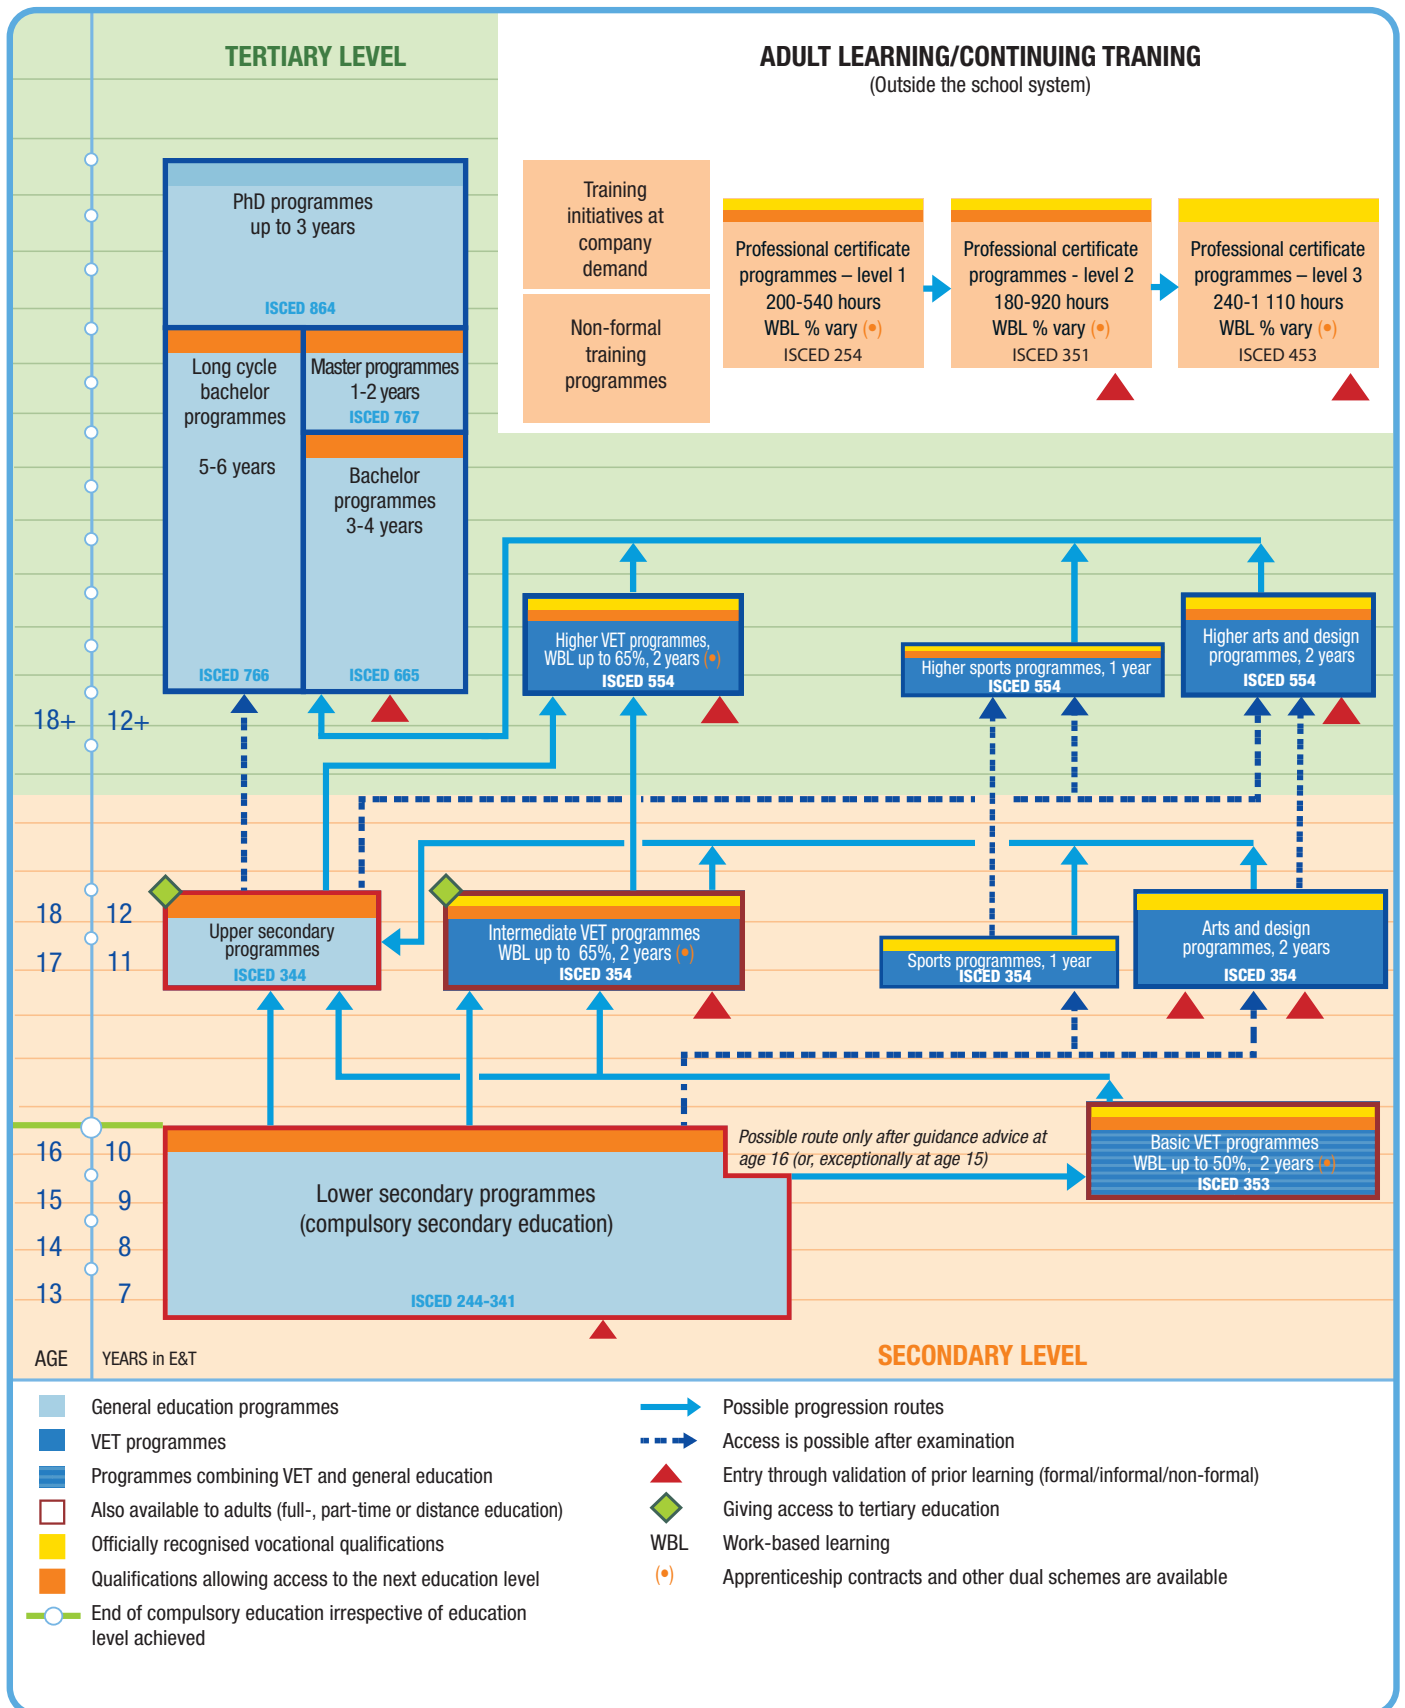 TERTIARY LEVEL
ADULT LEARNING/CONTINUING TRANING
(Outside the school system)
PhD programmes
up to 3 years
ISCED 864
Long cycle
bachelor
programmes
5-6 years
ISCED 766
Master programmes
1-2 years
ISCED 767
Bachelor
programmes
3-4 years
ISCED 665
Training
initiatives at
company
demand
Non-formal
training
programmes
Professional certificate
programmes – level 1
200-540 hours
WBL % vary (•)
ISCED 254
Professional certificate
programmes - level 2
180-920 hours
WBL % vary (•)
ISCED 351
Professional certificate
programmes – level 3
240-1 110 hours
WBL % vary (•)
ISCED 453
Higher VET programmes,
WBL up to 65%, 2 years (•)
ISCED 554
Higher sports programmes, 1 year
ISCED 554
Higher arts and design
programmes, 2 years
ISCED 554
18+ 12+
18 12
17 11
Upper secondary
programmes
ISCED 344
Intermediate VET programmes
WBL up to 65%, 2 years (•)
ISCED 354
Sports programmes, 1 year
ISCED 354
Arts and design
programmes, 2 years
ISCED 354
16 10
15 9
14 8
13 7
Lower secondary programmes
(compulsory secondary education)
ISCED 244-341
Possible route only after guidance advice at
age 16 (or, exceptionally at age 15)
Basic VET programmes
WBL up to 50%, 2 years (•)
ISCED 353
AGE YEARS in E&T
SECONDARY LEVEL
General education programmes
VET programmes
Programmes combining VET and general education
Also available to adults (full-, part-time or distance education)
Officially recognised vocational qualifications
Qualifications allowing access to the next education level
End of compulsory education irrespective of education
level achieved
Possible progression routes
Access is possible after examination
Entry through validation of prior learning (formal/informal/non-formal)
Giving access to tertiary education
WBL Work-based learning
(•) Apprenticeship contracts and other dual schemes are available